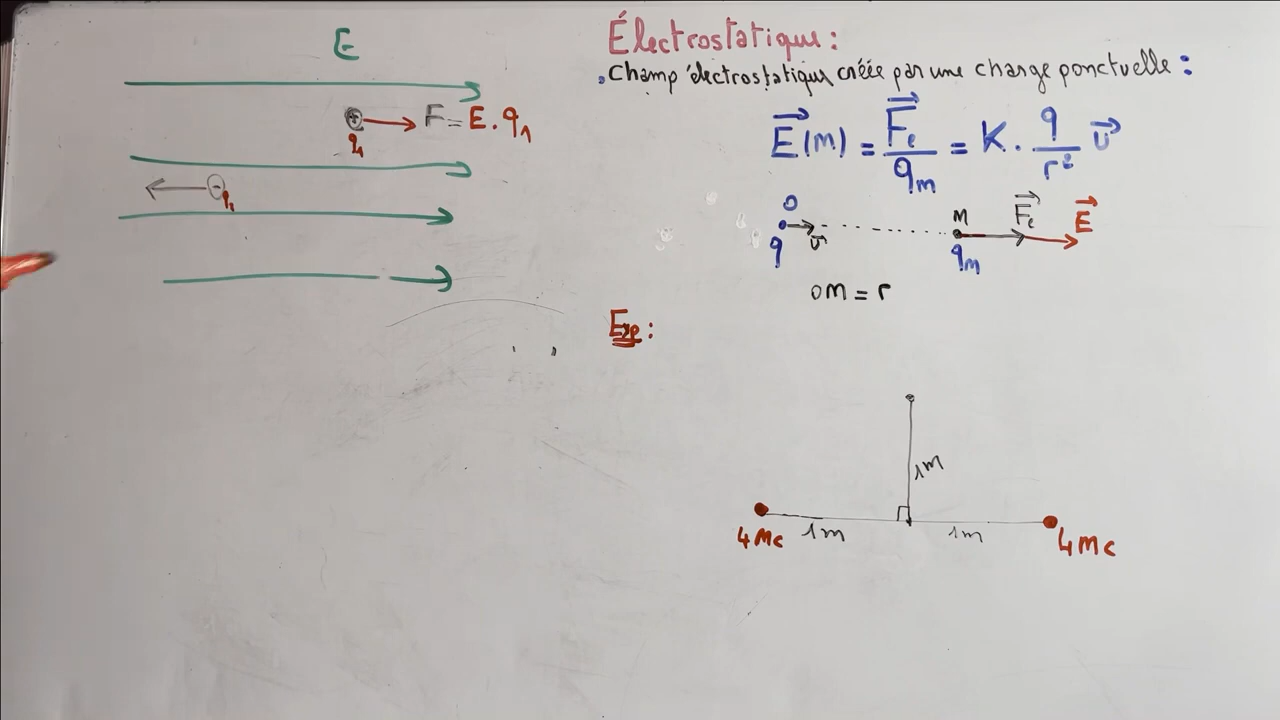 E
F = E . q₁
q₁
q₁
Électrostatique :
. Champ électrostatique créée par une charge ponctuelle :
E(M) = Fe / qM = K . q / r² u
O
q
u
M
qM
Fe
E
OM = r
Exp :
1m
4Mc
1m
1m
4Mc